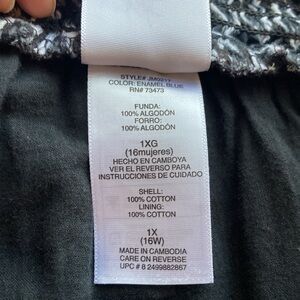 STYLE# JM0217
COLOR: ENAMEL BLUE
RN# 73473
FUNDA:
100% ALGODÓN
FORRO:
100% ALGODÓN
1XG
(16mujeres)
HECHO EN CAMBOYA
VER EL REVERSO PARA
INSTRUCCIONES DE CUIDADO
SHELL:
100% COTTON
LINING:
100% COTTON
1X
(16W)
MADE IN CAMBODIA
CARE ON REVERSE
UPC # 8 2499882867